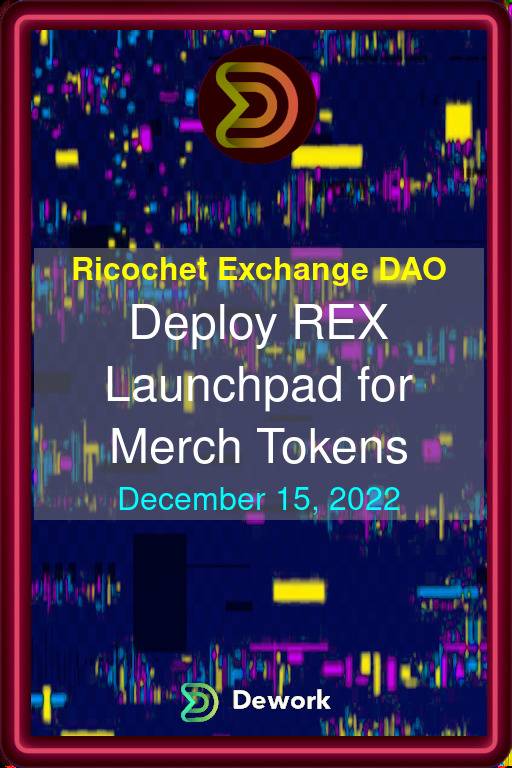 Ricochet Exchange DAO
Deploy REX
Launchpad for
Merch Tokens
December 15, 2022
Dework